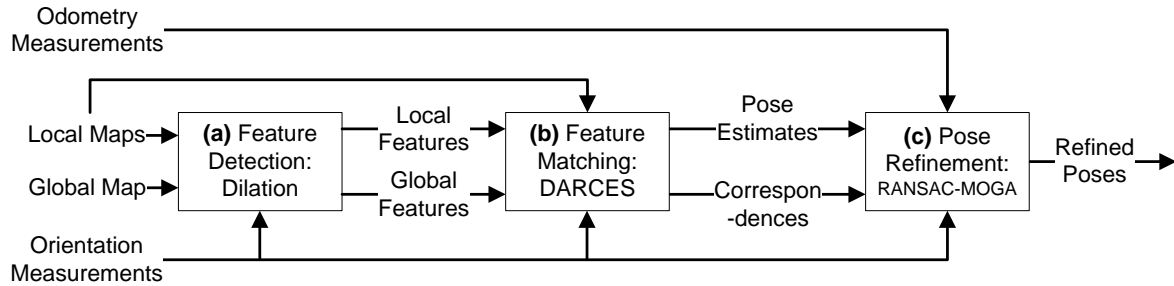 Odometry
Measurements
Local Maps
Global Map
Orientation
Measurements
(a) Feature
Detection:
Dilation
Local
Features
Global
Features
(b) Feature
Matching:
DARCES
Pose
Estimates
Correspon
-dences
(c) Pose
Refinement:
RANSAC-MOGA
Refined
Poses